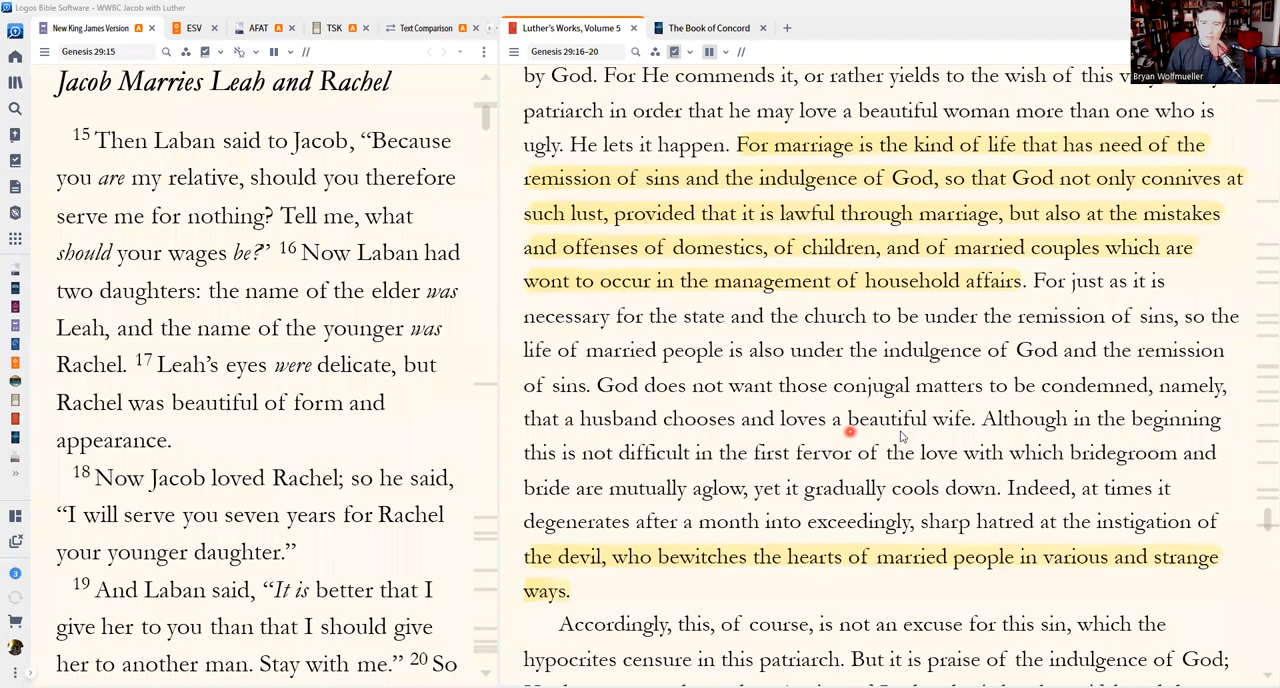 Logos Bible Software - WWBC Jacob with Luther
New King James Version A ×
ESV ×
AFAT A ×
TSK A ×
Text Comparison A ×
Luther's Works, Volume 5 ×
The Book of Concord ×
Genesis 29:15
Genesis 29:16–20
Bryan Wolfmueller
Jacob Marries Leah and Rachel
15 Then Laban said to Jacob, “Because
you are my relative, should you therefore
serve me for nothing? Tell me, what
should your wages be?” 16 Now Laban had
two daughters: the name of the elder was
Leah, and the name of the younger was
Rachel. 17 Leah’s eyes were delicate, but
Rachel was beautiful of form and
appearance.
18 Now Jacob loved Rachel; so he said,
“I will serve you seven years for Rachel
your younger daughter.”
19 And Laban said, “It is better that I
give her to you than that I should give
her to another man. Stay with me.” 20 So
by God. For He commends it, or rather yields to the wish of this
patriarch in order that he may love a beautiful woman more than one who is
ugly. He lets it happen. For marriage is the kind of life that has need of the
remission of sins and the indulgence of God, so that God not only connives at
such lust, provided that it is lawful through marriage, but also at the mistakes
and offenses of domestics, of children, and of married couples which are
wont to occur in the management of household affairs. For just as it is
necessary for the state and the church to be under the remission of sins, so the
life of married people is also under the indulgence of God and the remission
of sins. God does not want those conjugal matters to be condemned, namely,
that a husband chooses and loves a beautiful wife. Although in the beginning
this is not difficult in the first fervor of the love with which bridegroom and
bride are mutually aglow, yet it gradually cools down. Indeed, at times it
degenerates after a month into exceedingly, sharp hatred at the instigation of
the devil, who bewitches the hearts of married people in various and strange
ways.
Accordingly, this, of course, is not an excuse for this sin, which the
hypocrites censure in this patriarch. But it is praise of the indulgence of God;
3